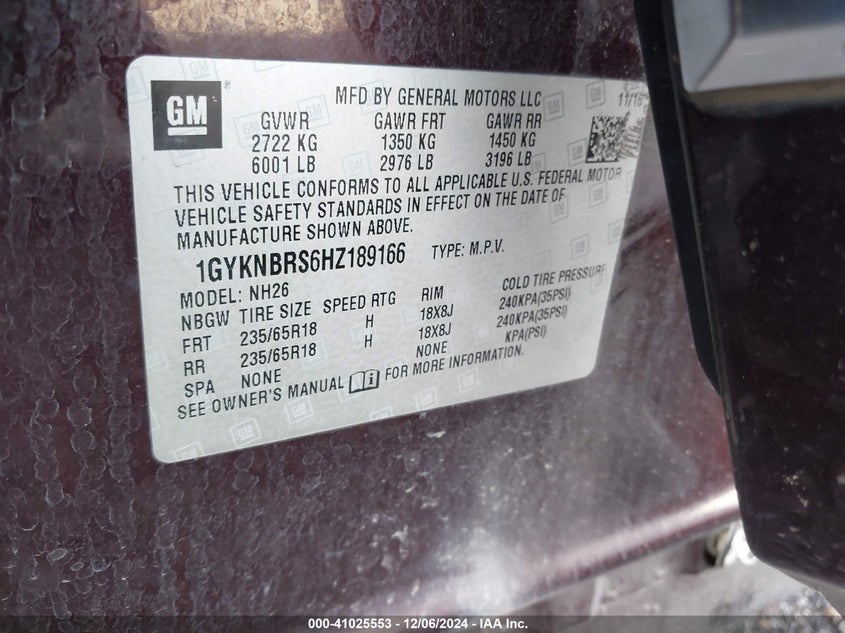 GM
MFD BY GENERAL MOTORS LLC
GVWR GAWR FRT GAWR RR
2722 KG 1350 KG 1450 KG
6001 LB 2976 LB 3196 LB
THIS VEHICLE CONFORMS TO ALL APPLICABLE U.S. FEDERAL MOTOR
VEHICLE SAFETY STANDARDS IN EFFECT ON THE DATE OF
MANUFACTURE SHOWN ABOVE.
1GYKNBRS6HZ189166 TYPE: M.P.V.
MODEL: NH26
NBGW TIRE SIZE SPEED RTG RIM COLD TIRE PRESSURE
FRT 235/65R18 H 18X8J 240KPA(35PSI)
RR 235/65R18 H 18X8J 240KPA(35PSI)
SPA NONE NONE KPA(PSI)
SEE OWNER'S MANUAL FOR MORE INFORMATION.
000-41025553 - 12/06/2024 - IAA Inc.